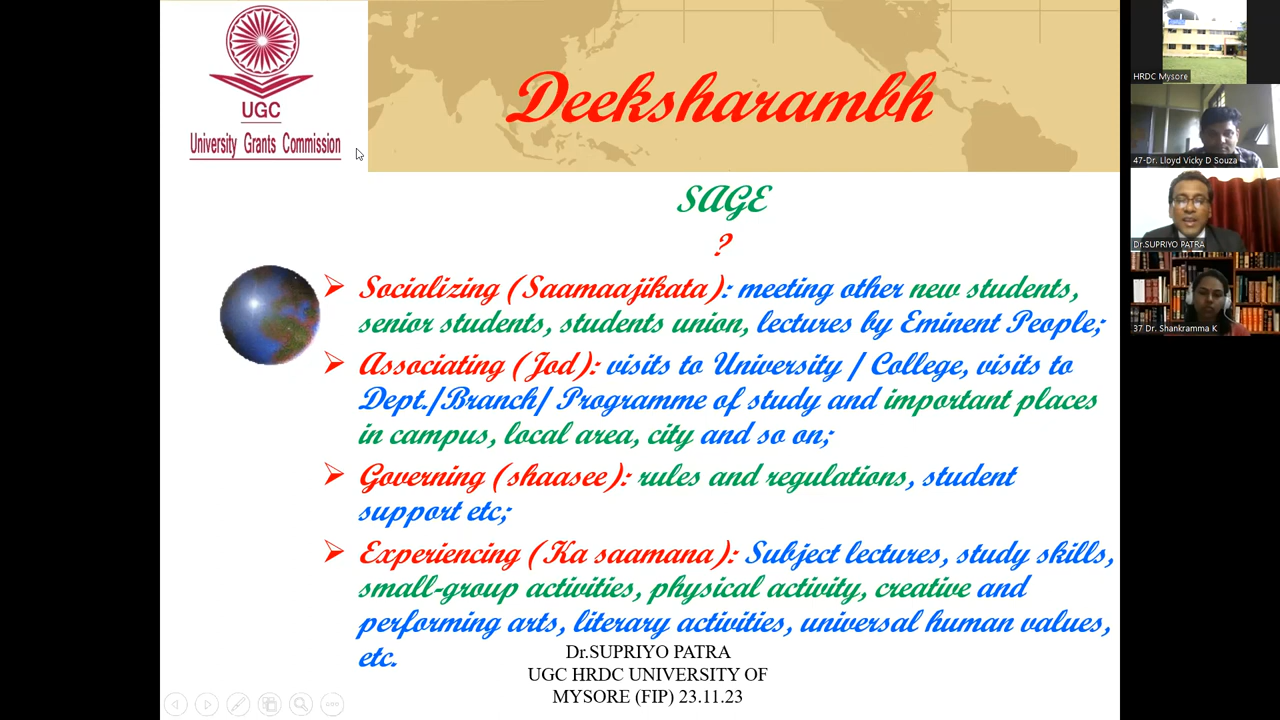 UGC
University Grants Commission
Deeksharambh
SAGE
?
Socializing (Saamaajikata): meeting other new students,
senior students, students union, lectures by Eminent People;
Associating (Jod): visits to University / College, visits to
Dept./Branch/ Programme of study and important places
in campus, local area, city and so on;
Governing (shaasee): rules and regulations, student
support etc;
Experiencing (Ka saamana): Subject lectures, study skills,
small-group activities, physical activity, creative and
performing arts, literary activities, universal human values,
etc.
Dr.SUPRIYO PATRA
UGC HRDC UNIVERSITY OF
MYSORE (FIP) 23.11.23
HRDC Mysore
47-Dr. Lloyd Vicky D Souza
Dr.SUPRIYO PATRA
37 Dr. Shankramma K